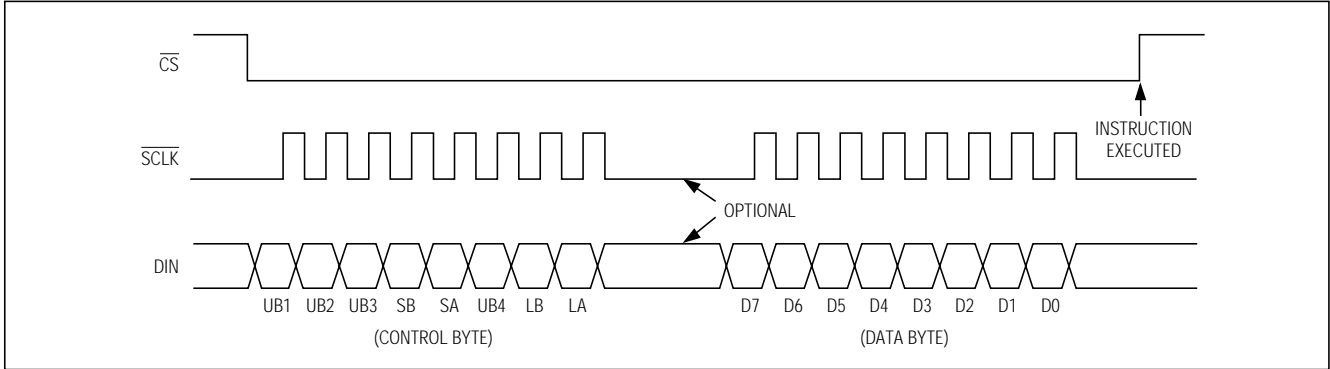 CS
INSTRUCTION
EXECUTED
SCLK
OPTIONAL
DIN
UB1 UB2 UB3 SB SA UB4 LB LA D7 D6 D5 D4 D3 D2 D1 D0
(CONTROL BYTE) (DATA BYTE)